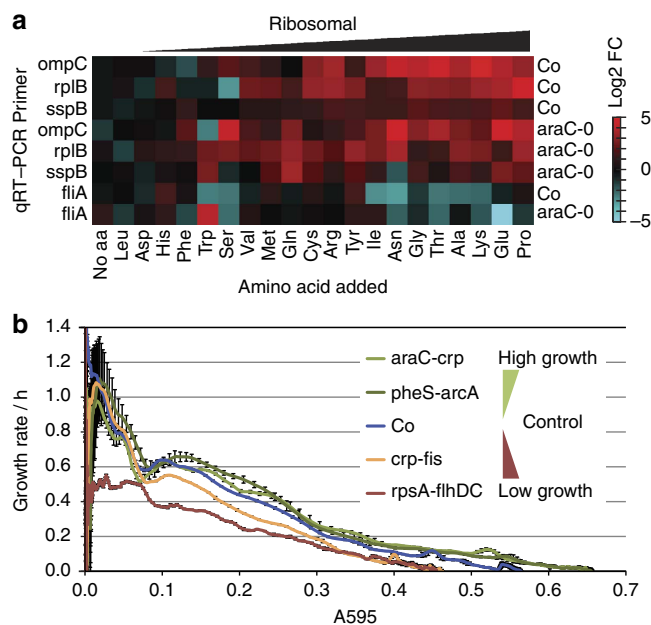 a
Ribosomal
qRT–PCR Primer
ompC Co
rplB Co
sspB Co
ompC araC-0
rplB araC-0
sspB araC-0
fliA Co
fliA araC-0
Log2 FC
5
0
−5
No aa Leu Asp His Phe Trp Ser Val Met Gln Cys Arg Tyr Ile Asn Gly Thr Ala Lys Glu Pro
Amino acid added
b
Growth rate / h
1.4
1.2
1.0
0.8
0.6
0.4
0.2
0.0
araC-crp
pheS-arcA
Co
crp-fis
rpsA-flhDC
High growth
Control
Low growth
0.0 0.1 0.2 0.3 0.4 0.5 0.6 0.7
A595